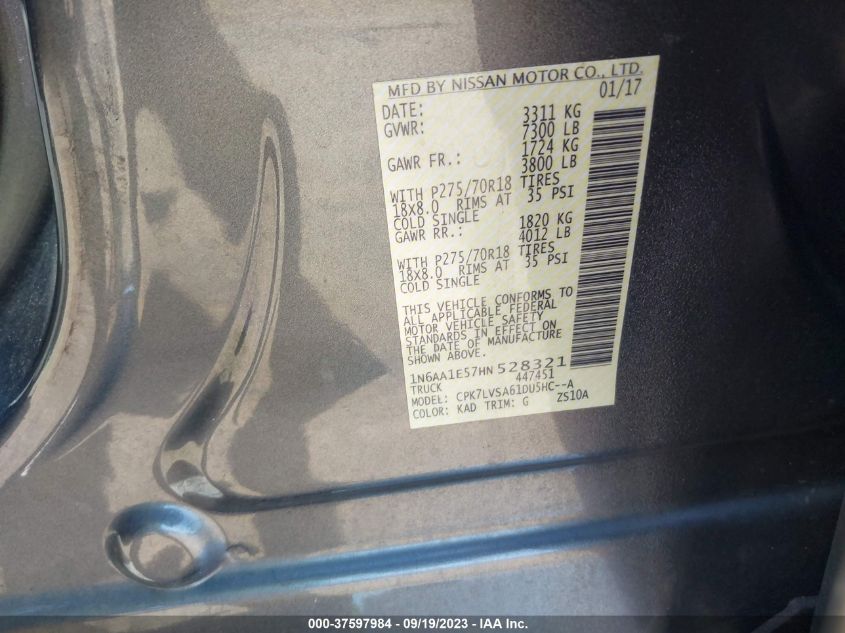 MFD BY NISSAN MOTOR CO., LTD.
DATE: 01/17
GVWR: 3311 KG
7300 LB
GAWR FR.: 1724 KG
3800 LB
WITH P275/70R18 TIRES
18X8.0 RIMS AT 35 PSI
COLD SINGLE
GAWR RR.: 1820 KG
4012 LB
WITH P275/70R18 TIRES
18X8.0 RIMS AT 35 PSI
COLD SINGLE
THIS VEHICLE CONFORMS TO
ALL APPLICABLE FEDERAL
MOTOR VEHICLE SAFETY
STANDARDS IN EFFECT ON
THE DATE OF MANUFACTURE
SHOWN ABOVE.
1N6AA1E57HN528321
TRUCK 447451
MODEL: CPK7LVSA61DU5HC--A
COLOR: KAD TRIM: G ZS10A
000-37597984 / 09/19/2023 - IAA Inc.